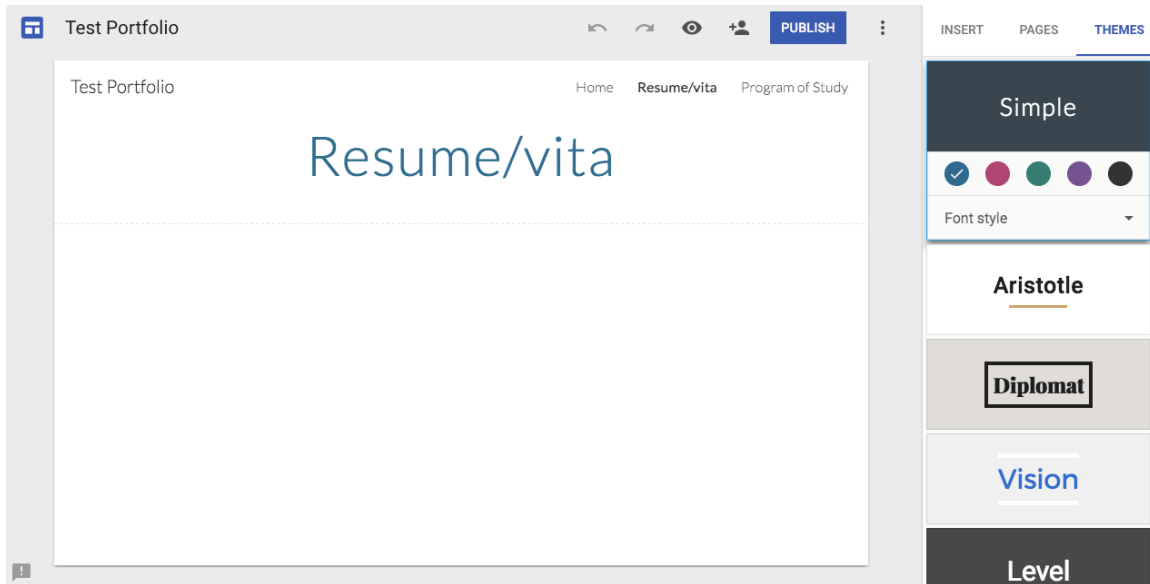 Test Portfolio
PUBLISH
INSERT PAGES THEMES
Test Portfolio
Home Resume/vita Program of Study
Resume/vita
Simple
Font style
Aristotle
Diplomat
Vision
Level